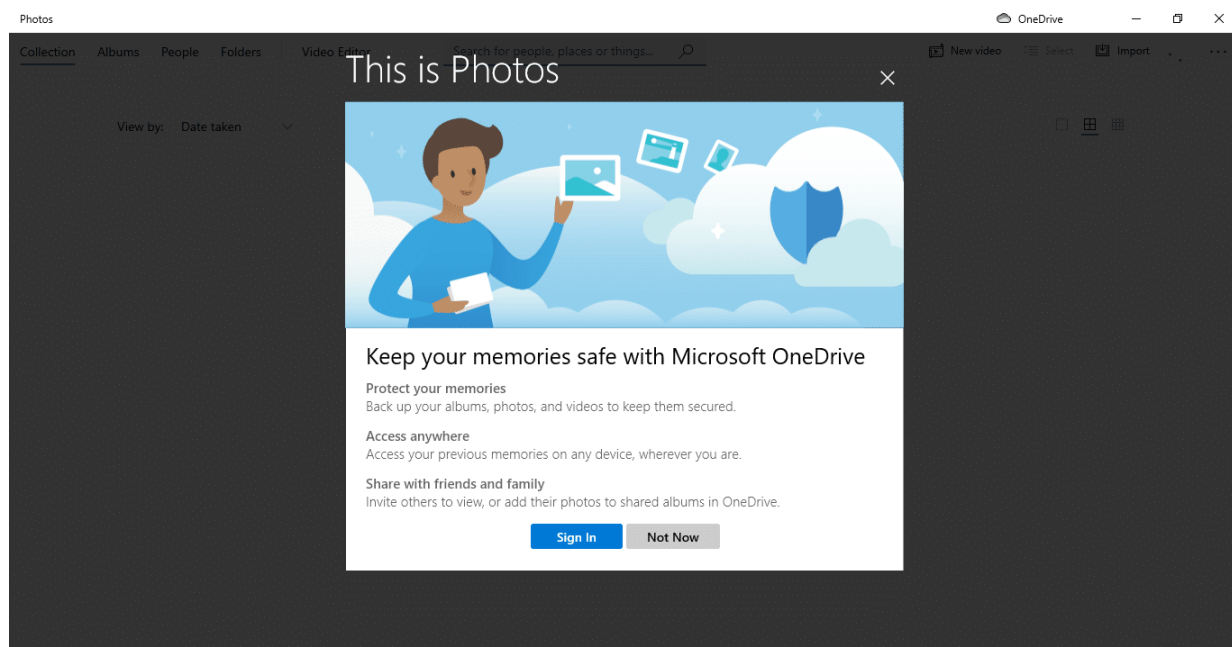 Photos
OneDrive
Collection Albums People Folders Video Editor Search for people, places or things... New video Select Import
This is Photos
View by: Date taken
Keep your memories safe with Microsoft OneDrive
Protect your memories
Back up your albums, photos, and videos to keep them secured.
Access anywhere
Access your previous memories on any device, wherever you are.
Share with friends and family
Invite others to view, or add their photos to shared albums in OneDrive.
Sign In Not Now